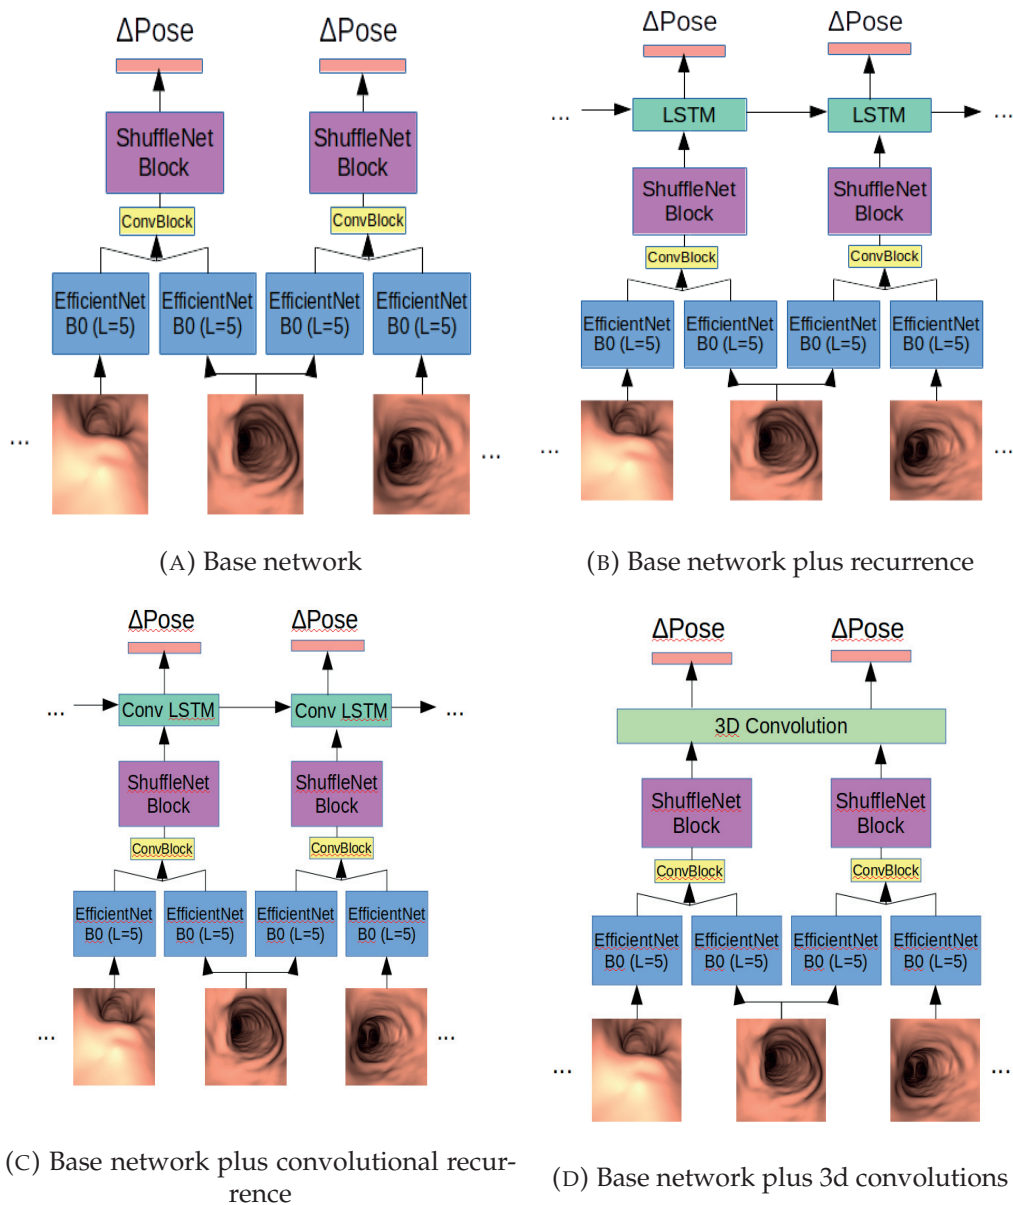 ΔPose ΔPose
ShuffleNet Block ShuffleNet Block
ConvBlock ConvBlock
EfficientNet B0 (L=5) EfficientNet B0 (L=5) EfficientNet B0 (L=5) EfficientNet B0 (L=5)
... ...
(A) Base network
ΔPose ΔPose
... LSTM LSTM ...
ShuffleNet Block ShuffleNet Block
ConvBlock ConvBlock
EfficientNet B0 (L=5) EfficientNet B0 (L=5) EfficientNet B0 (L=5) EfficientNet B0 (L=5)
... ...
(B) Base network plus recurrence
ΔPose ΔPose
... Conv LSTM Conv LSTM ...
ShuffleNet Block ShuffleNet Block
ConvBlock ConvBlock
EfficientNet B0 (L=5) EfficientNet B0 (L=5) EfficientNet B0 (L=5) EfficientNet B0 (L=5)
... ...
(C) Base network plus convolutional recur-
rence
ΔPose ΔPose
3D Convolution
ShuffleNet Block ShuffleNet Block
ConvBlock ConvBlock
EfficientNet B0 (L=5) EfficientNet B0 (L=5) EfficientNet B0 (L=5) EfficientNet B0 (L=5)
... ...
(D) Base network plus 3d convolutions